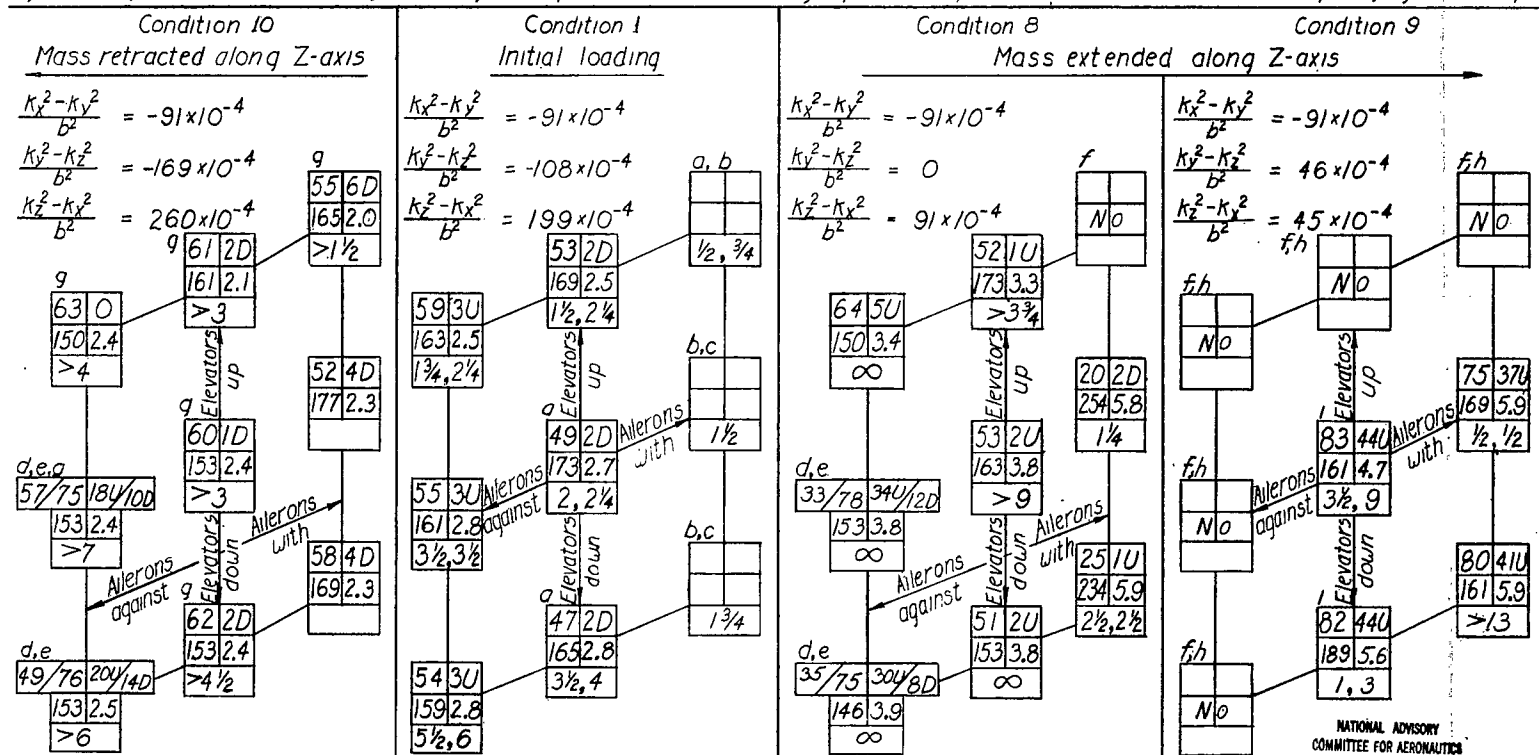 Condition 10
Mass retracted along Z-axis
kx²-ky²/b² = -91×10⁻⁴
ky²-kz²/b² = -169×10⁻⁴
kz²-kx²/b² = 260×10⁻⁴
g
55 6D
165 2.0
>1½
g
61 2D
161 2.1
>3
g
63 0
150 2.4
>4
Elevators up
52 4D
177 2.3
g
60 1D
153 2.4
>3
d,e,g
57/75 18U/10D
153 2.4
>7
Ailerons with
Ailerons against
Elevators down
58 4D
169 2.3
g
62 2D
153 2.4
>4½
d,e
49/76 20U/14D
153 2.5
>6
Condition 1
Initial loading
kx²-ky²/b² = -91×10⁻⁴
ky²-kz²/b² = -108×10⁻⁴
kz²-kx²/b² = 199×10⁻⁴
a, b
½, ¾
53 2D
169 2.5
1½, 2¼
59 3U
163 2.5
1¾, 2¼
Elevators up
b,c
1½
a
49 2D
173 2.7
2, 2¼
Ailerons with
Ailerons against
55 3U
161 2.8
3½, 3½
Elevators down
b,c
1¾
a
47 2D
165 2.8
3½, 4
54 3U
159 2.8
5½, 6
Condition 8
Condition 9
Mass extended along Z-axis
kx²-ky²/b² = -91×10⁻⁴
ky²-kz²/b² = 0
kz²-kx²/b² = 91×10⁻⁴
f
N 0
52 1U
173 3.3
>3¾
64 5U
150 3.4
∞
Elevators up
20 2D
254 5.8
1¼
53 2U
163 3.8
>9
d,e
33/78 34U/12D
153 3.8
∞
Ailerons with
Ailerons against
Elevators down
25 1U
234 5.9
2½, 2½
51 2U
153 3.8
∞
d,e
35/75 30U/8D
146 3.9
∞
kx²-ky²/b² = -91×10⁻⁴
ky²-kz²/b² = 46×10⁻⁴
kz²-kx²/b² = 45×10⁻⁴
f,h
N 0
f,h
N 0
f,h
N 0
Elevators up
75 37U
169 5.9
½, ½
i
83 44U
161 4.7
3½, 9
Ailerons with
Ailerons against
f,h
N 0
Elevators down
80 41U
161 5.9
>13
i
82 44U
189 5.6
1, 3
f,h
N 0
NATIONAL ADVISORY
COMMITTEE FOR AERONAUTICS